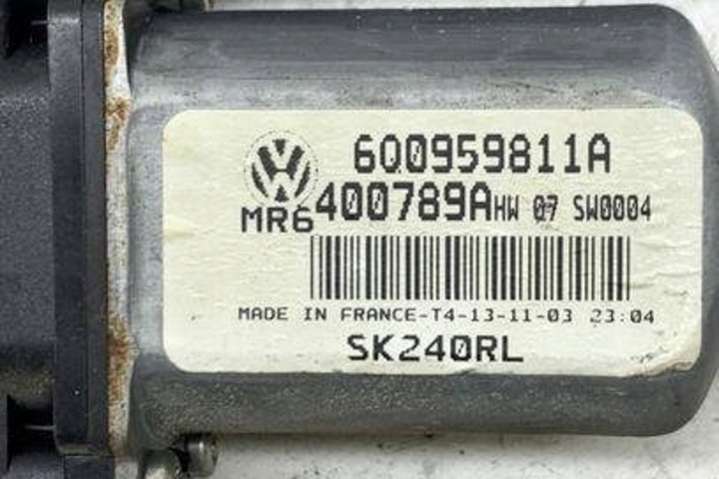 6Q0959811A
MR6 400789A HW 07 SW0004
MADE IN FRANCE-T4-13-11-03 23:04
SK240RL